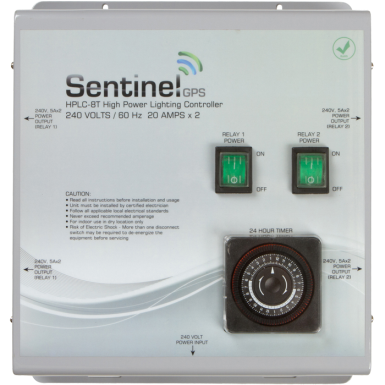 Sentinel GPS
HPLC-8T High Power Lighting Controller
240 VOLTS / 60 Hz 20 AMPS x 2
240V, 5Ax2
POWER
OUTPUT
(RELAY 1)
RELAY 1
POWER
ON
OFF
RELAY 2
POWER
ON
OFF
240V, 5Ax2
POWER
OUTPUT
(RELAY 2)
CAUTION:
• Read all instructions before installation and usage
• Unit must be installed by certified electrician
• Follow all applicable local electrical standards
• Never exceed recommended amperage
• For indoor use in dry location only
• Risk of Electric Shock - More than one disconnect
switch may be required to de-energize the
equipment before servicing
24 HOUR TIMER
240V, 5Ax2
POWER
OUTPUT
(RELAY 1)
240V, 5Ax2
POWER
OUTPUT
(RELAY 2)
240 VOLT
POWER INPUT